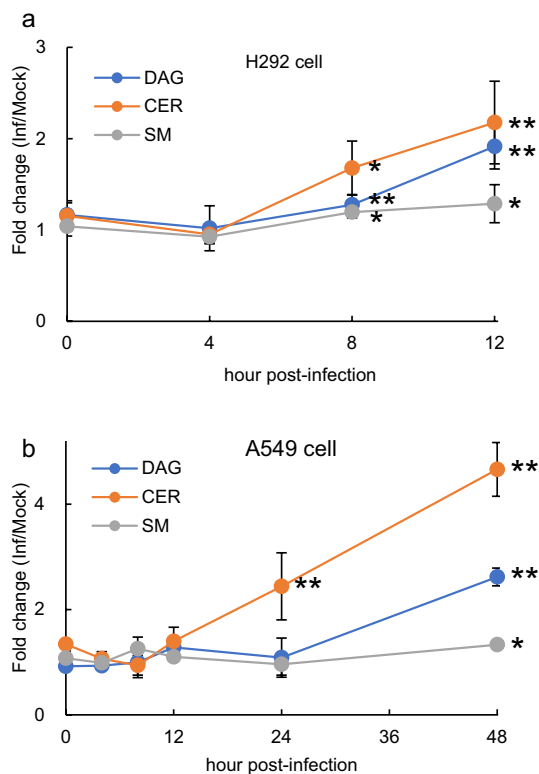 a
H292 cell
DAG
CER
SM
Fold change (Inf/Mock)
3
2
1
0
0 4 8 12
*
**
*
**
**
*
hour post-infection
b
A549 cell
DAG
CER
SM
Fold change (Inf/Mock)
4
2
0
0 12 24 36 48
**
**
**
*
hour post-infection